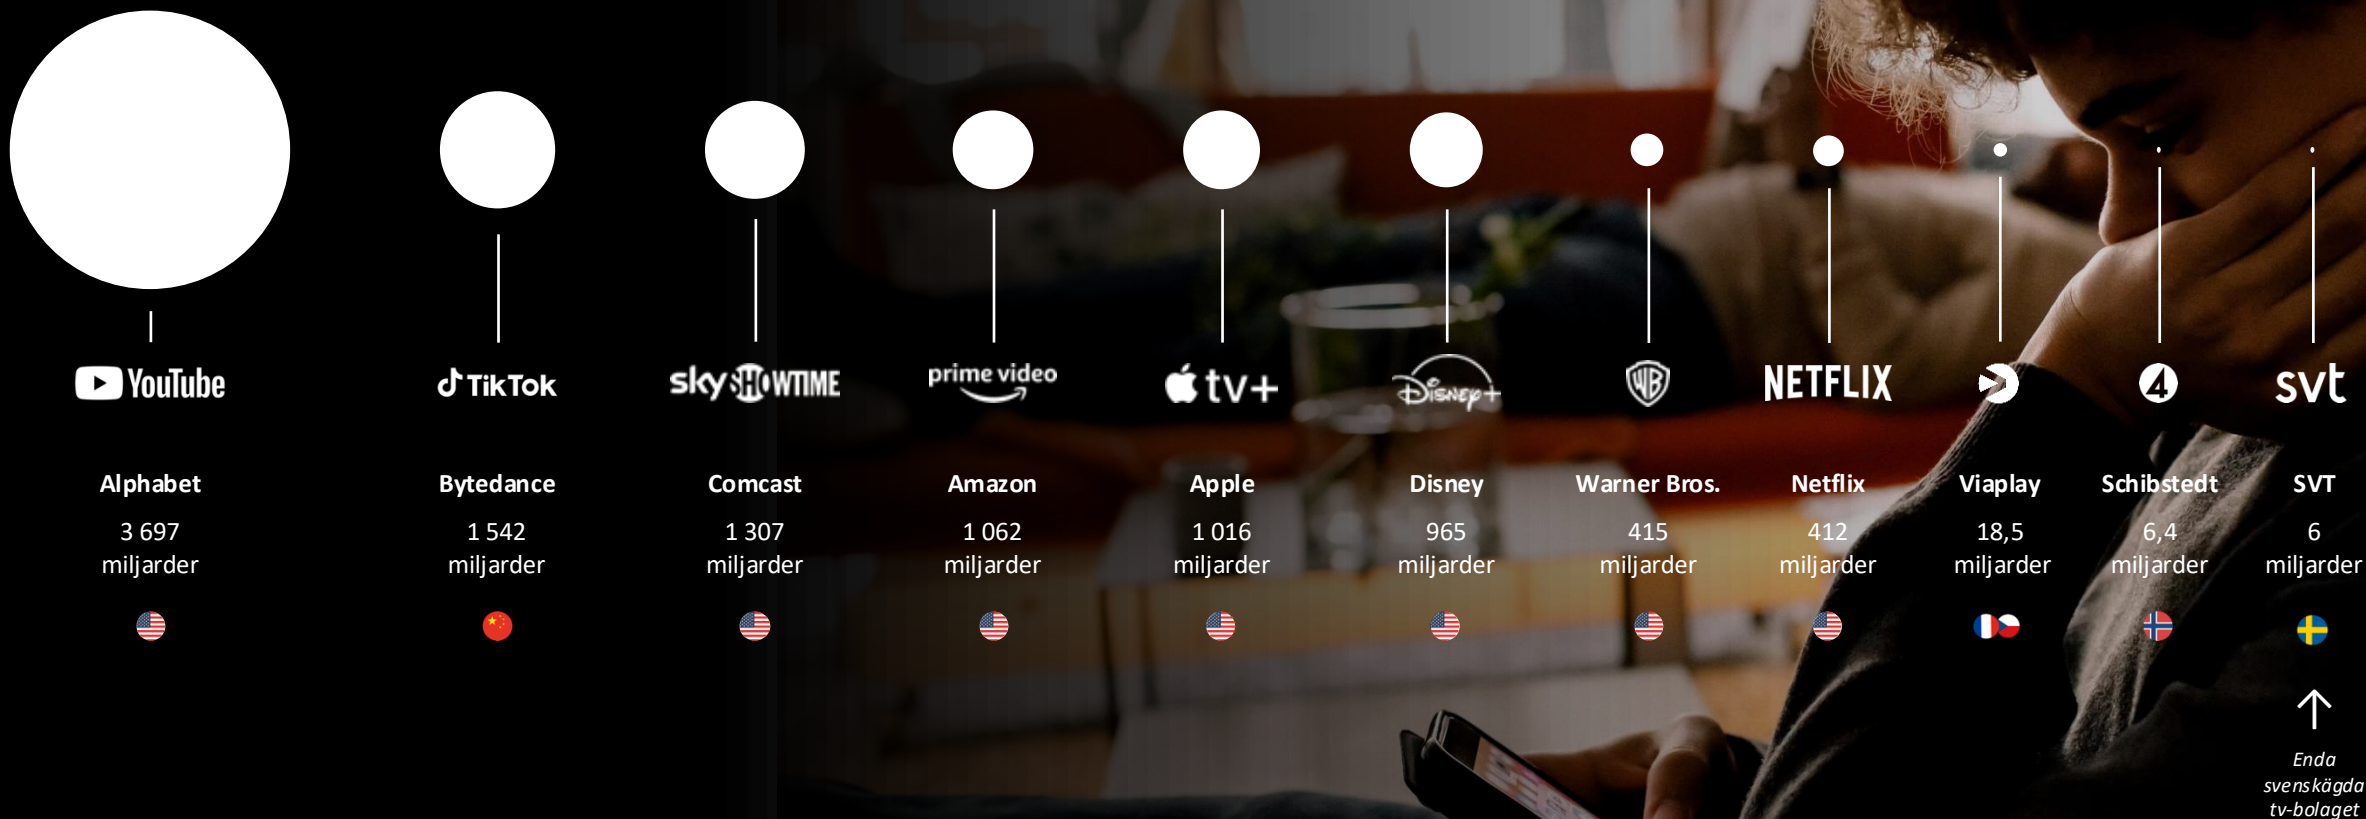 YouTube
TikTok
sky SHOWTIME
prime video
tv+
Disney+
WB
NETFLIX
4
svt
Alphabet
3 697
miljarder
Bytedance
1 542
miljarder
Comcast
1 307
miljarder
Amazon
1 062
miljarder
Apple
1 016
miljarder
Disney
965
miljarder
Warner Bros.
415
miljarder
Netflix
412
miljarder
Viaplay
18,5
miljarder
Schibstedt
6,4
miljarder
SVT
6
miljarder
Enda
svenskägda
tv-bolaget